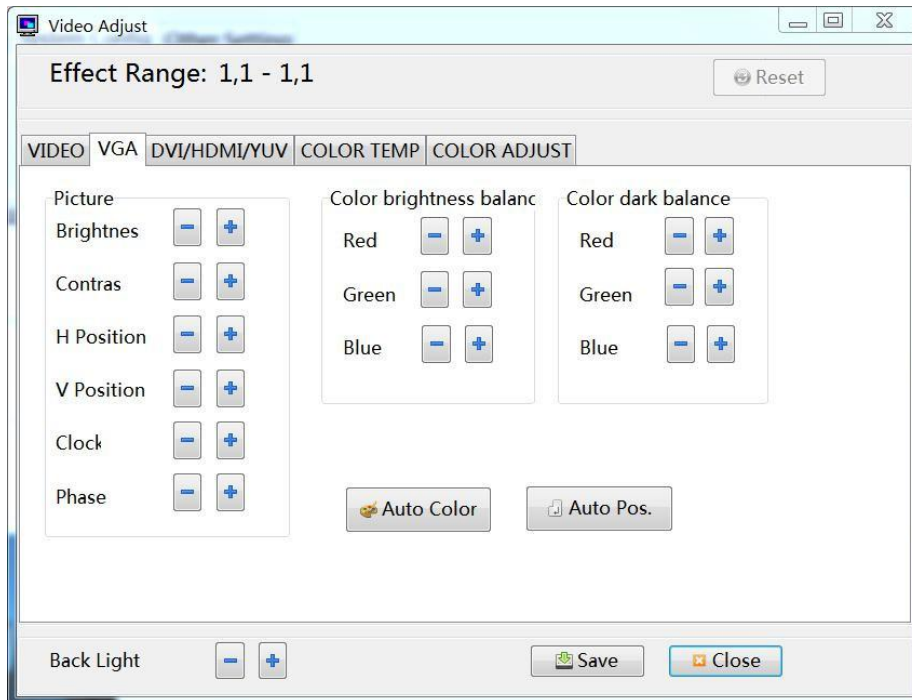 Video Adjust
Effect Range: 1,1 - 1,1
Reset
VIDEO VGA DVI/HDMI/YUV COLOR TEMP COLOR ADJUST
Picture
Brightnes
Contras
H Position
V Position
Clock
Phase
Color brightness balanc
Red
Green
Blue
Color dark balance
Red
Green
Blue
Auto Color
Auto Pos.
Back Light
Save
Close